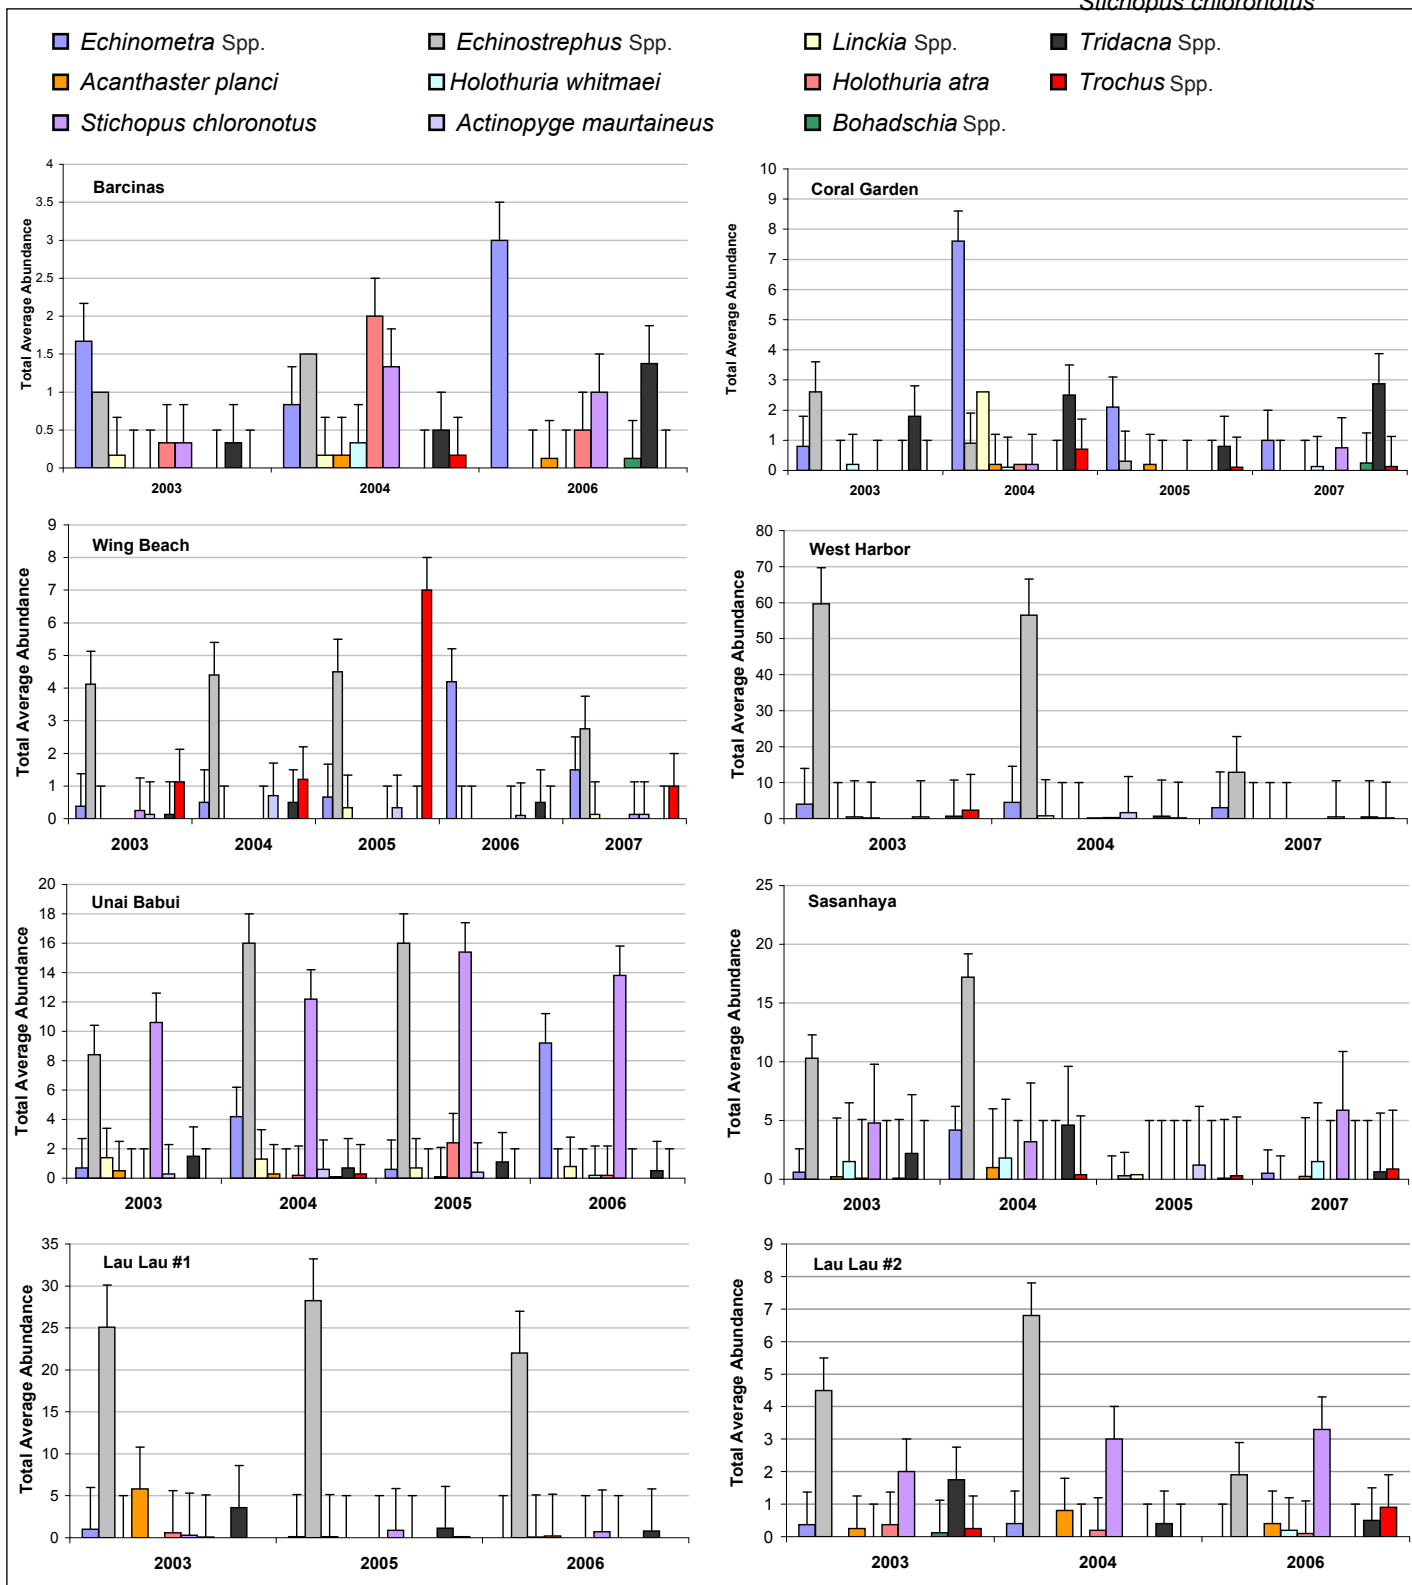 Stichopus chloronotus
Echinometra Spp.
Echinostrephus Spp.
Linckia Spp.
Tridacna Spp.
Acanthaster planci
Holothuria whitmaei
Holothuria atra
Trochus Spp.
Stichopus chloronotus
Actinopyge maurtaineus
Bohadschia Spp.
Barcinas
Total Average Abundance
4
3.5
3
2.5
2
1.5
1
0.5
0
2003 2004 2006
Coral Garden
Total Average Abundance
10
9
8
7
6
5
4
3
2
1
0
2003 2004 2005 2007
Wing Beach
Total Average Abundance
9
8
7
6
5
4
3
2
1
0
2003 2004 2005 2006 2007
West Harbor
Total Average Abundance
80
70
60
50
40
30
20
10
0
2003 2004 2007
Unai Babui
Total Average Abundance
20
18
16
14
12
10
8
6
4
2
0
2003 2004 2005 2006
Sasanhaya
Total Average Abundance
25
20
15
10
5
0
2003 2004 2005 2007
Lau Lau #1
Total Average Abundance
35
30
25
20
15
10
5
0
2003 2005 2006
Lau Lau #2
Total Average Abundance
9
8
7
6
5
4
3
2
1
0
2003 2004 2006